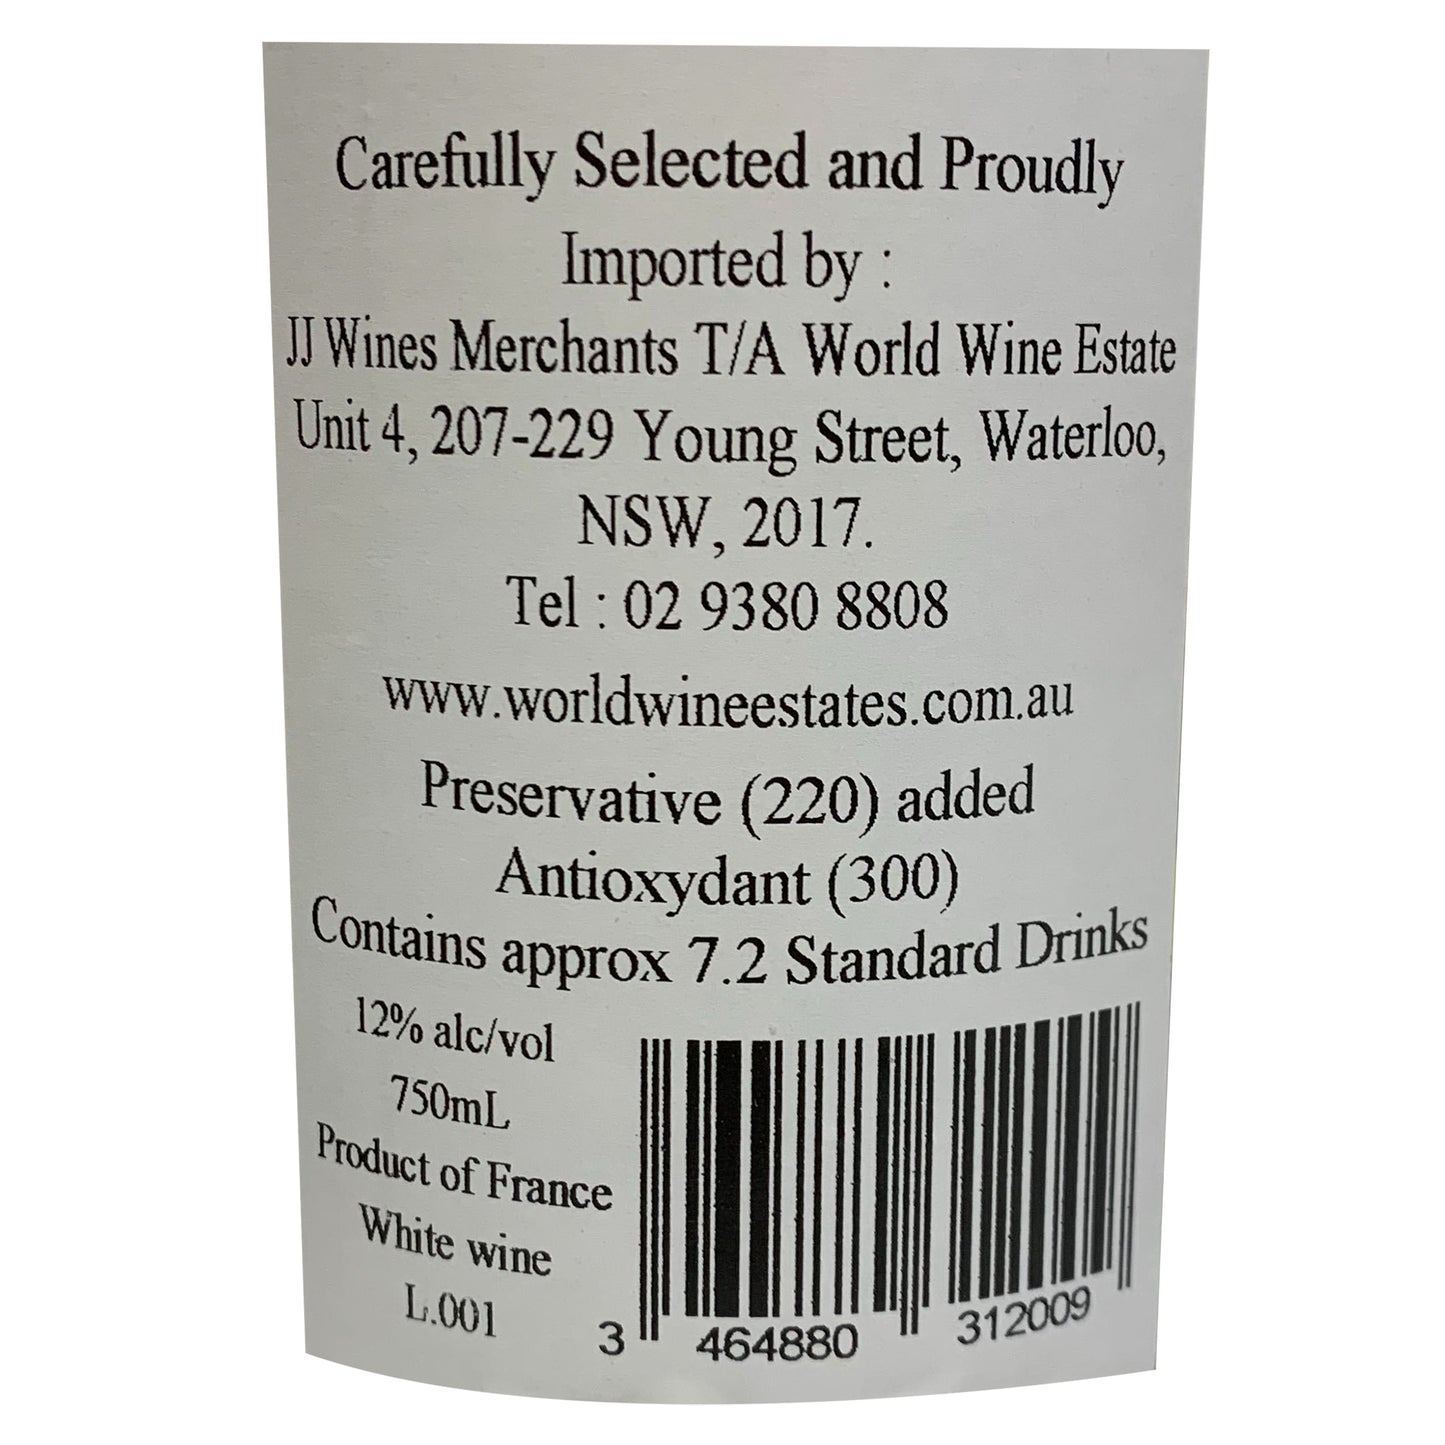 Carefully Selected and Proudly
Imported by :
JJ Wines Merchants T/A World Wine Estate
Unit 4, 207-229 Young Street, Waterloo,
NSW, 2017.
Tel : 02 9380 8808
www.worldwineestates.com.au
Preservative (220) added
Antioxydant (300)
Contains approx 7.2 Standard Drinks
12% alc/vol
750mL
Product of France
White wine
L.001
3 464880 312009